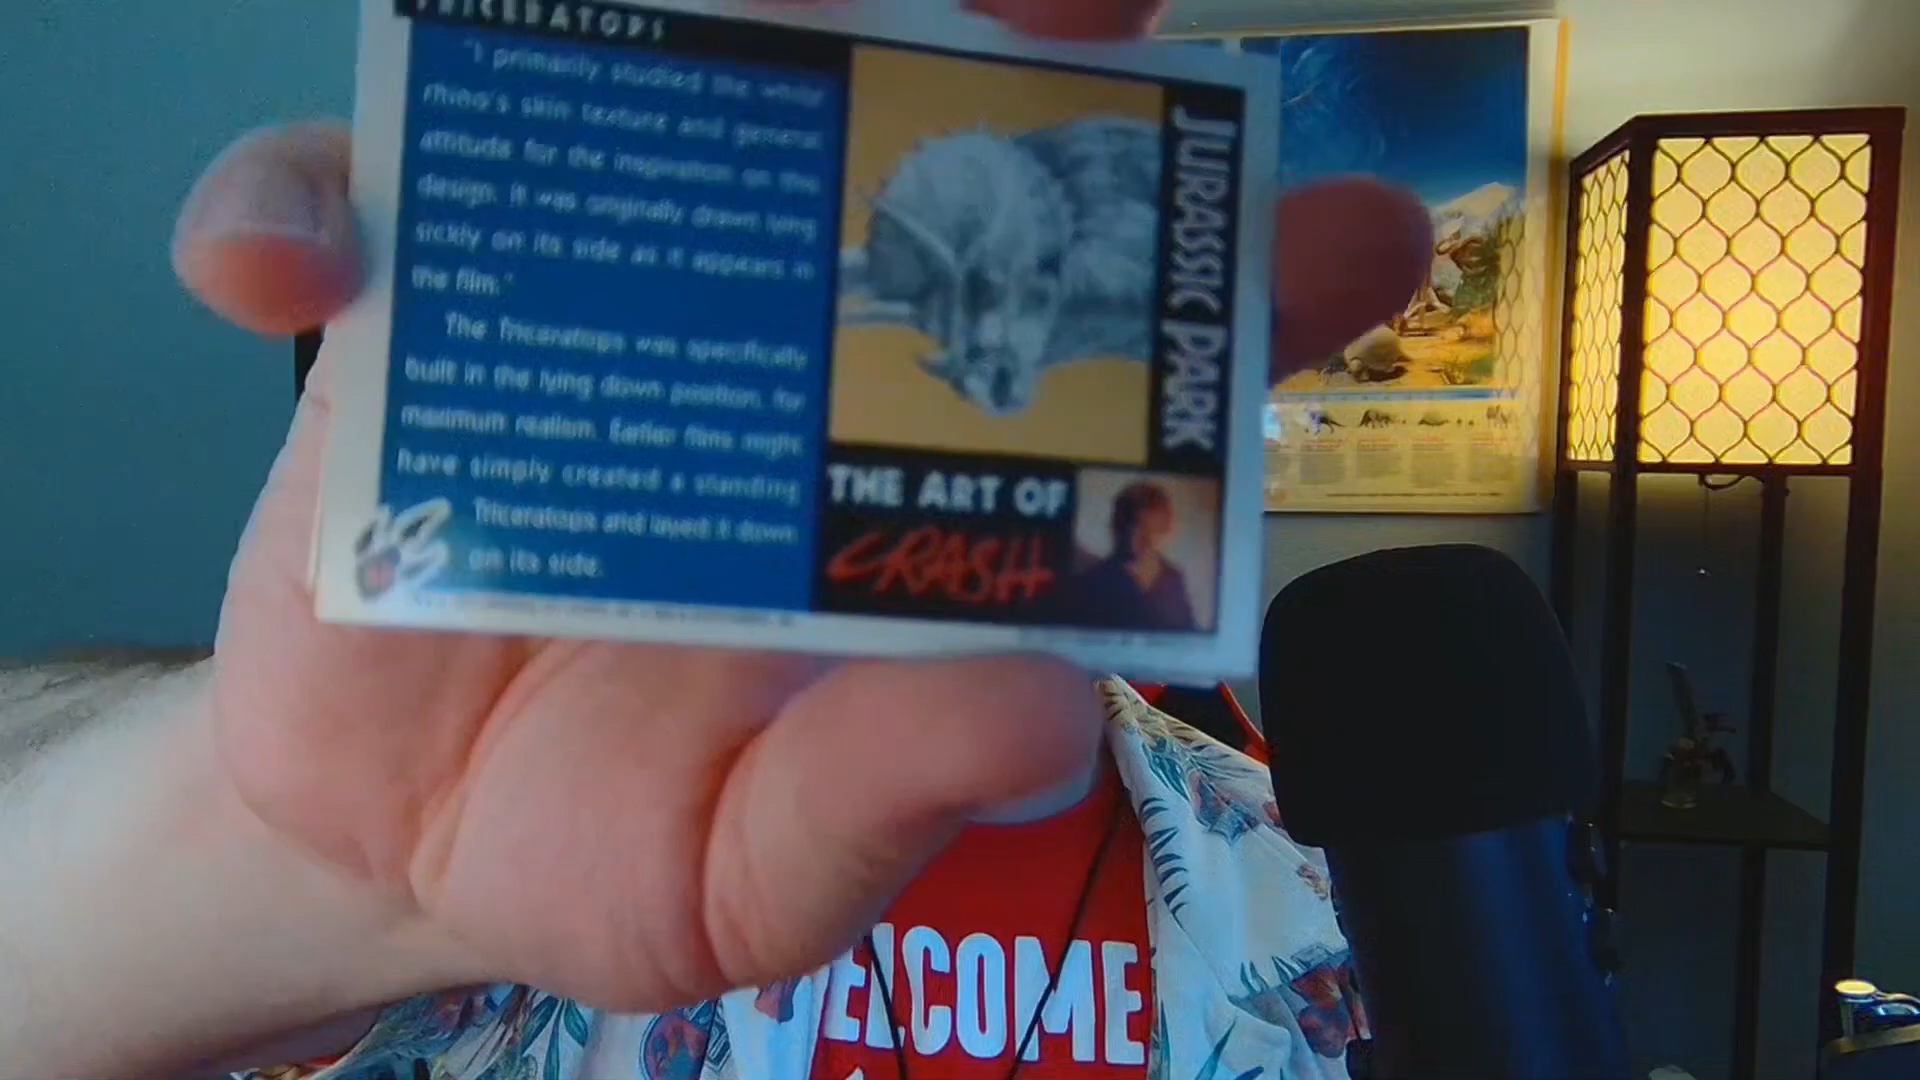 TRICERATOPS
"I primarily studied the white
rhino's skin texture and general
attitude for the inspiration on this
design. It was originally drawn lying
sickly on its side as it appears in
the film."
The Triceratops was specifically
built in the lying down position, for
maximum realism. Earlier films might
have simply created a standing
Triceratops and layed it down
on its side.
JURASSIC PARK
THE ART OF
CRASH
ELCOME